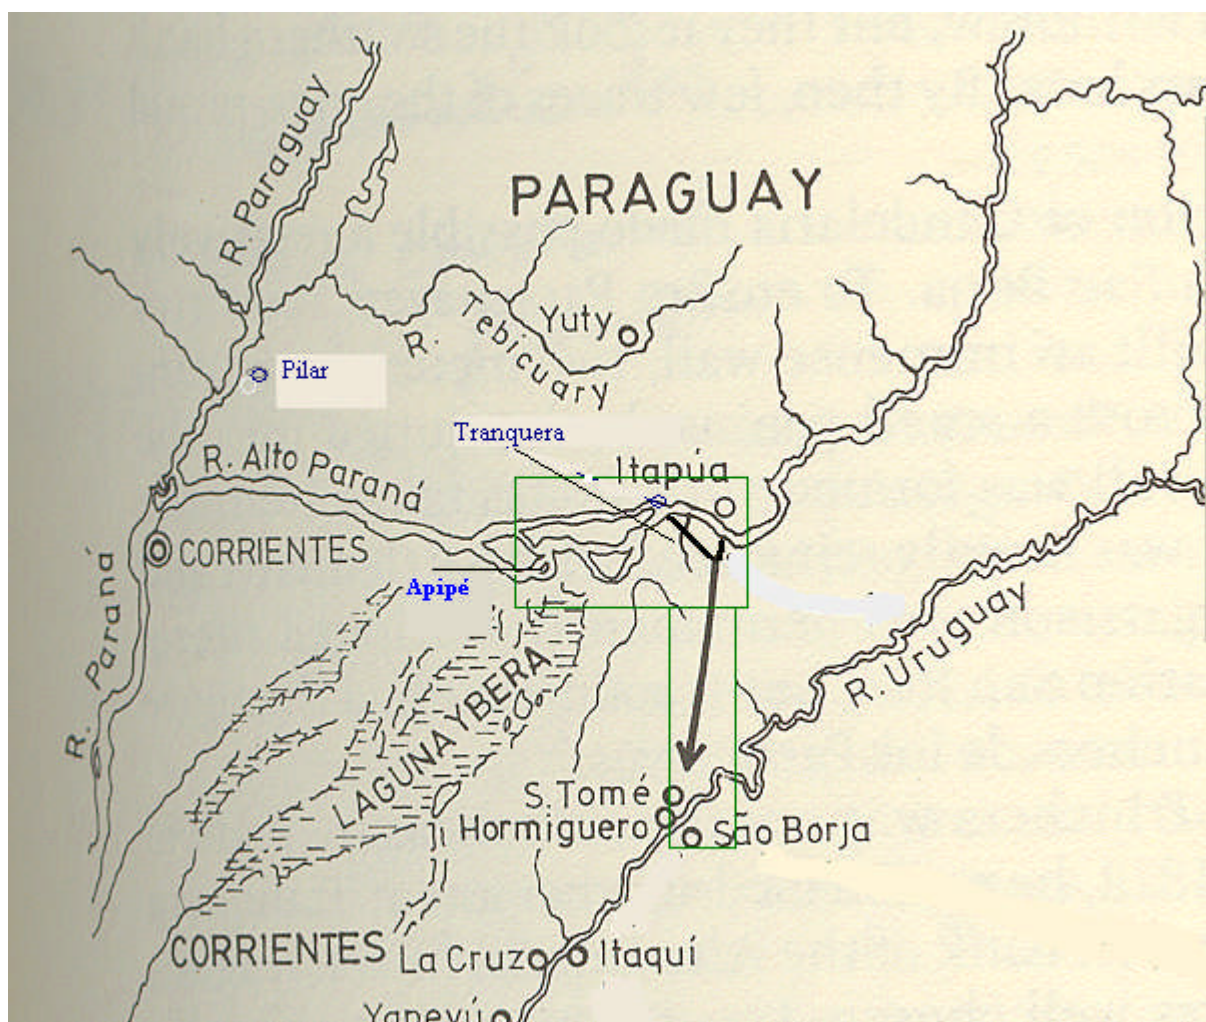 R. Paraguay
PARAGUAY
Yuty
R. Tebicuary
Pilar
Tranquera
R. Alto Paraná
Itapúa
CORRIENTES
Apipé
R. Paraná
LAGUNA YBERA
R. Uruguay
S. Tomé
Hormiguero
São Borja
CORRIENTES
La Cruz
Itaquí
Yapeyú